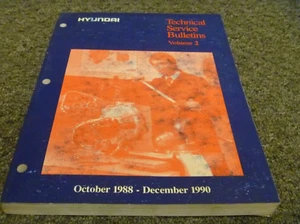 HYUNDAI
Technical
Service
Bulletins
Volume 2
October 1988 - December 1990